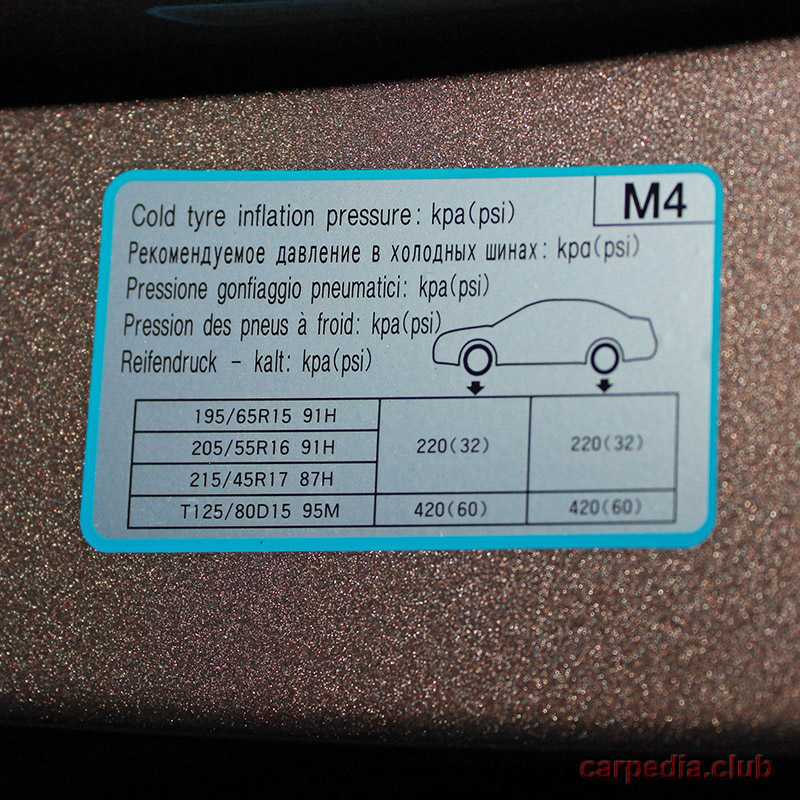 M4
Cold tyre inflation pressure: kpa(psi)
Рекомендуемое давление в холодных шинах: kpa(psi)
Pressione gonfiaggio pneumatici: kpa(psi)
Pression des pneus à froid: kpa(psi)
Reifendruck – kalt: kpa(psi)
195/65R15 91H
205/55R16 91H 220(32) 220(32)
215/45R17 87H
T125/80D15 95M 420(60) 420(60)
carpedia.club